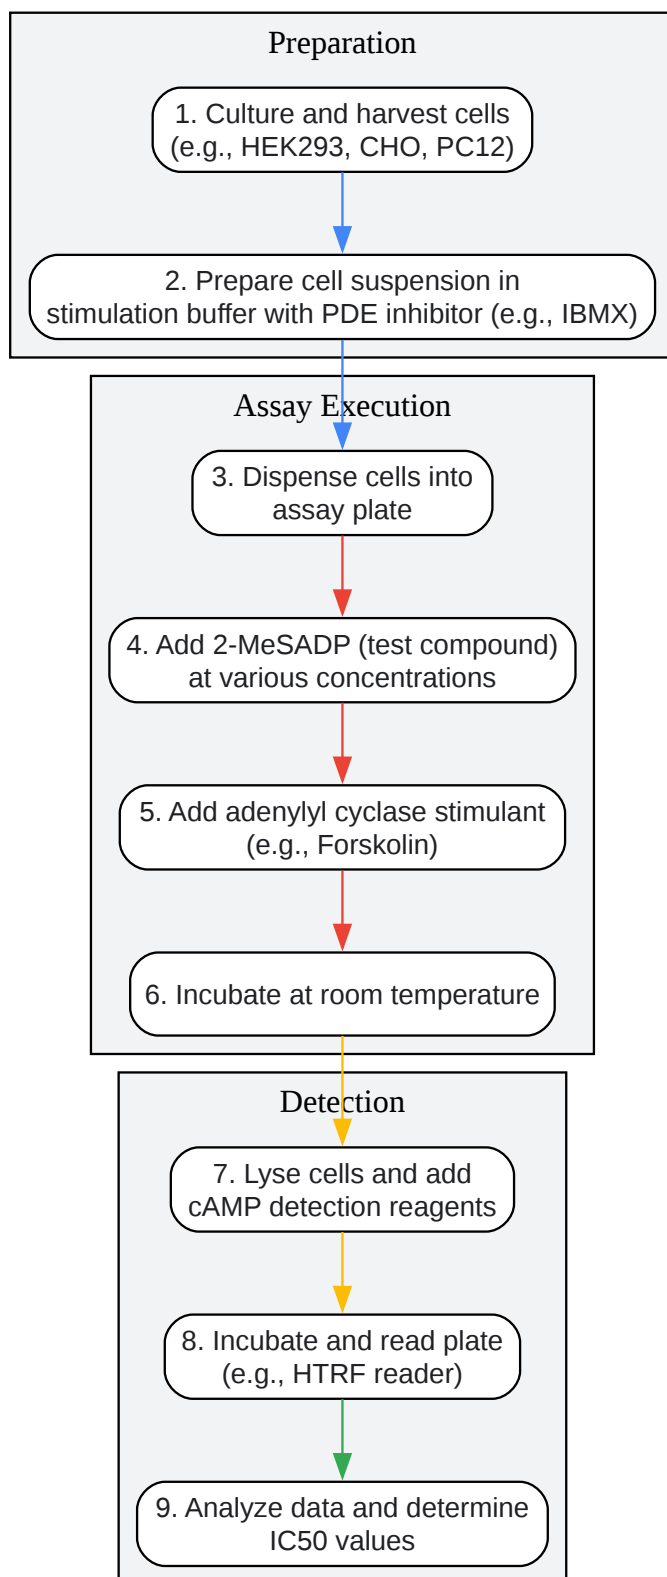 Preparation
1. Culture and harvest cells
(e.g., HEK293, CHO, PC12)
2. Prepare cell suspension in
stimulation buffer with PDE inhibitor (e.g., IBMX)
Assay Execution
3. Dispense cells into
assay plate
4. Add 2-MeSADP (test compound)
at various concentrations
5. Add adenylyl cyclase stimulant
(e.g., Forskolin)
6. Incubate at room temperature
Detection
7. Lyse cells and add
cAMP detection reagents
8. Incubate and read plate
(e.g., HTRF reader)
9. Analyze data and determine
IC50 values